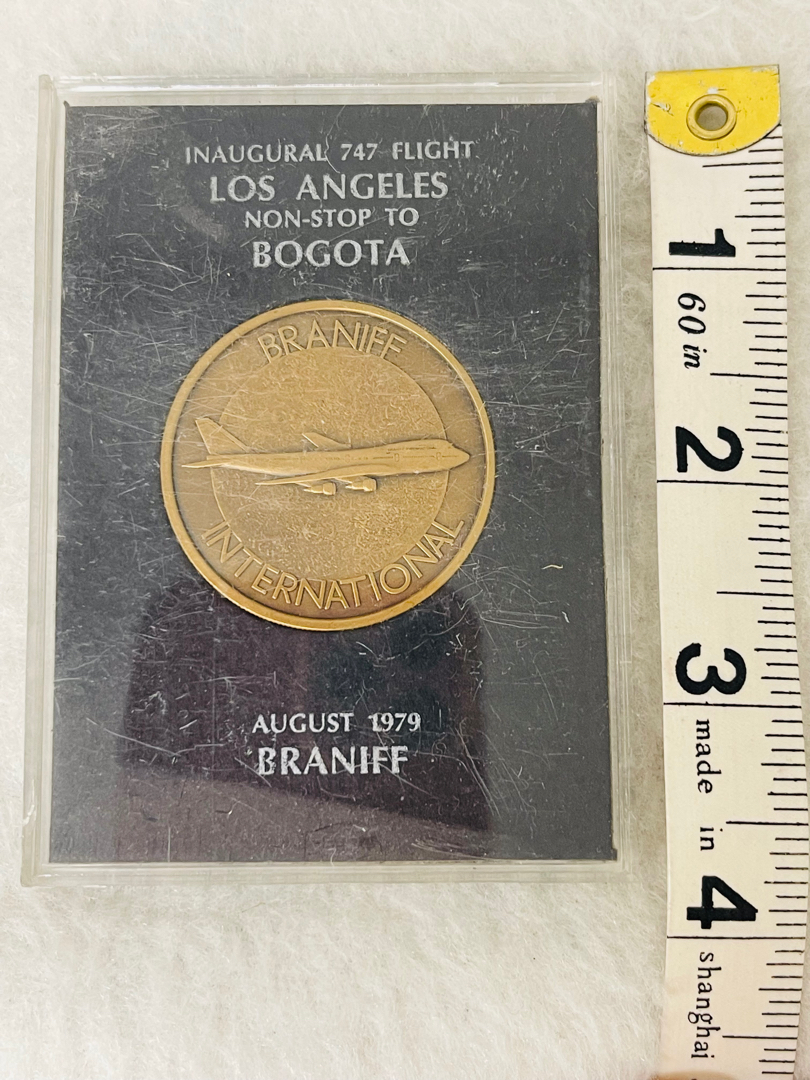 INAUGURAL 747 FLIGHT
LOS ANGELES
NON-STOP TO
BOGOTA
BRANIFF
INTERNATIONAL
AUGUST 1979
BRANIFF
1
60 in
2
3
made in
4
shanghai